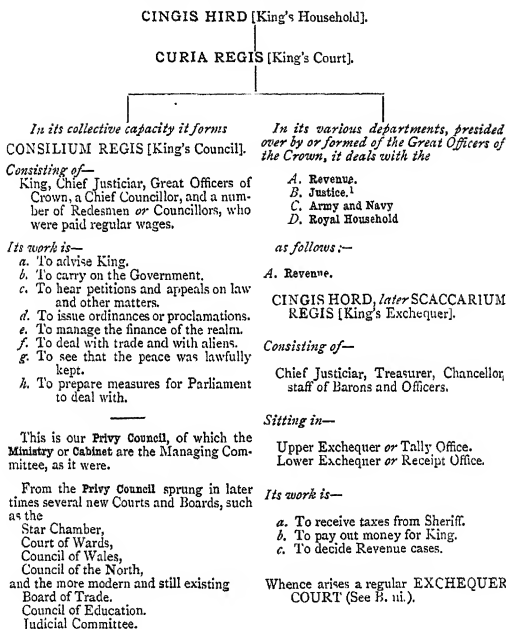 CINGIS HIRD [King's Household].
CURIA REGIS [King's Court].
In its collective capacity it forms
CONSILIUM REGIS [King's Council].
Consisting of—
King, Chief Justiciar, Great Officers of
Crown, a Chief Councillor, and a num-
ber of Redesmen or Councillors, who
were paid regular wages.
Its work is—
a. To advise King.
b. To carry on the Government.
c. To hear petitions and appeals on law
and other matters.
d. To issue ordinances or proclamations.
e. To manage the finance of the realm.
f. To deal with trade and with aliens.
g. To see that the peace was lawfully
kept.
h. To prepare measures for Parliament
to deal with.
This is our Privy Council, of which the
Ministry or Cabinet are the Managing Com-
mittee, as it were.
From the Privy Council sprung in later
times several new Courts and Boards, such
as the
Star Chamber,
Court of Wards,
Council of Wales,
Council of the North,
and the more modern and still existing
Board of Trade.
Council of Education.
Judicial Committee.
In its various departments, presided
over by or formed of the Great Officers of
the Crown, it deals with the
A. Revenue.
B. Justice.¹
C. Army and Navy
D. Royal Household
as follows:—
A. Revenue.
CINGIS HORD, later SCACCARIUM
REGIS [King's Exchequer].
Consisting of—
Chief Justiciar, Treasurer, Chancellor,
staff of Barons and Officers.
Sitting in—
Upper Exchequer or Tally Office.
Lower Exchequer or Receipt Office.
Its work is—
a. To receive taxes from Sheriff.
b. To pay out money for King.
c. To decide Revenue cases.
Whence arises a regular EXCHEQUER
COURT (See B. iii.).